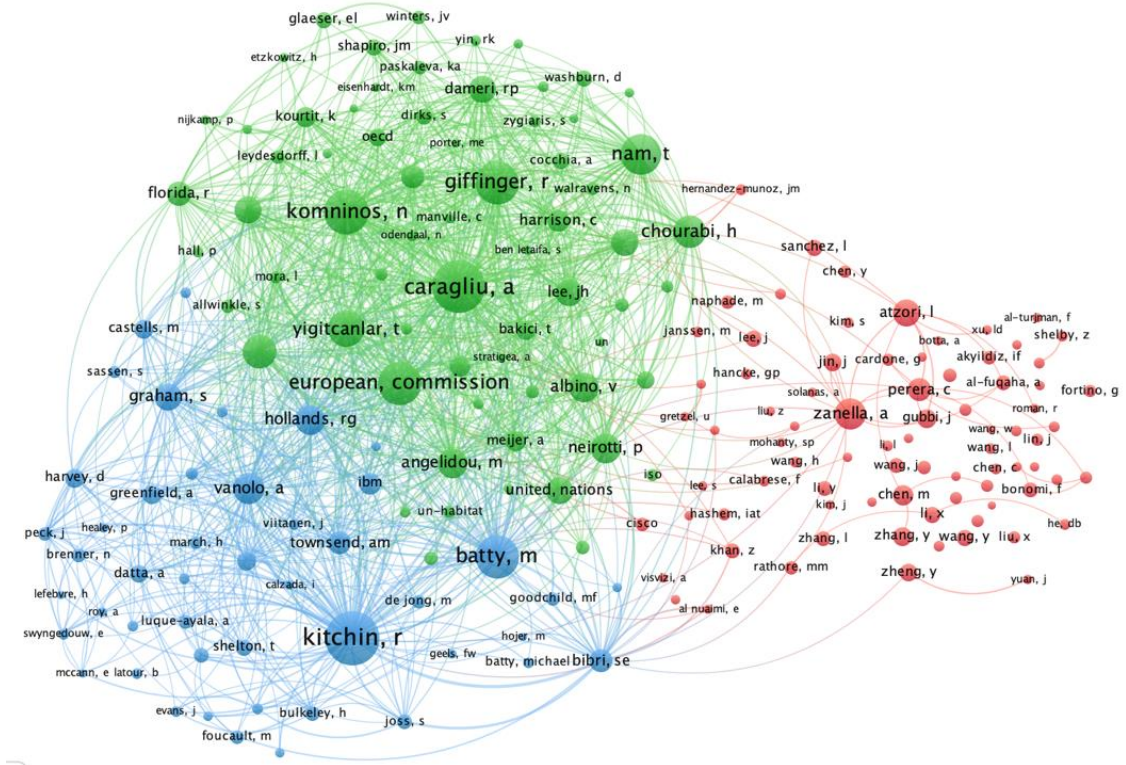 winters, jv
glaeser, el
yin, rk
shapiro, jm
etzkowitz, h
paskaleva, ka
washburn, d
eisenhardt, km
dameri, rp
nijkamp, p
kourtit, k
dirks, s
zygiaris, s
oecd
porter, me
leydesdorff, l
cocchia, a
nam, t
giffinger, r
florida, r
walravens, n
hernandez-munoz, jm
komninos, n
manville, c
harrison, c
chourabi, h
odendaal, n
hall, p
ben letaifa, s
sanchez, l
mora, l
chen, y
caragliu, a
lee, jh
allwinkle, s
naphade, m
atzori, l
castells, m
yigitcanlar, t
bakici, t
janssen, m
lee, j
kim, s
al-turjman, f
xu, ld
shelby, z
un
botta, a
stratigea, a
jin, j
cardone, g
akyildiz, if
sassen, s
hancke, gp
european, commission
albino, v
solanas, a
perera, c
al-fuqaha, a
fortino, g
graham, s
hollands, rg
gretzel, u
liu, z
zanella, a
gubbi, j
roman, r
wang, w
lin, j
meijer, a
neirotti, p
mohanty, sp
li, l
wang, l
angelidou, m
wang, h
wang, j
chen, c
harvey, d
greenfield, a
vanolo, a
ibm
iso
united, nations
lee, s
calabrese, f
li, y
chen, m
bonomi, f
un-habitat
kim, j
peck, j
healey, p
viitanen, j
cisco
hashem, iat
li, x
he, db
brenner, n
march, h
townsend, am
batty, m
khan, z
zhang, l
zhang, y
wang, y
liu, x
datta, a
calzada, i
rathore, mm
zheng, y
visvizi, a
yuan, j
lefebvre, h
de jong, m
goodchild, mf
roy, a
al nuaimi, e
luque-ayala, a
swyngedouw, e
kitchin, r
hojer, m
shelton, t
geels, fw
batty, michael
bibri, se
mccann, e
latour, b
evans, j
bulkeley, h
joss, s
foucault, m